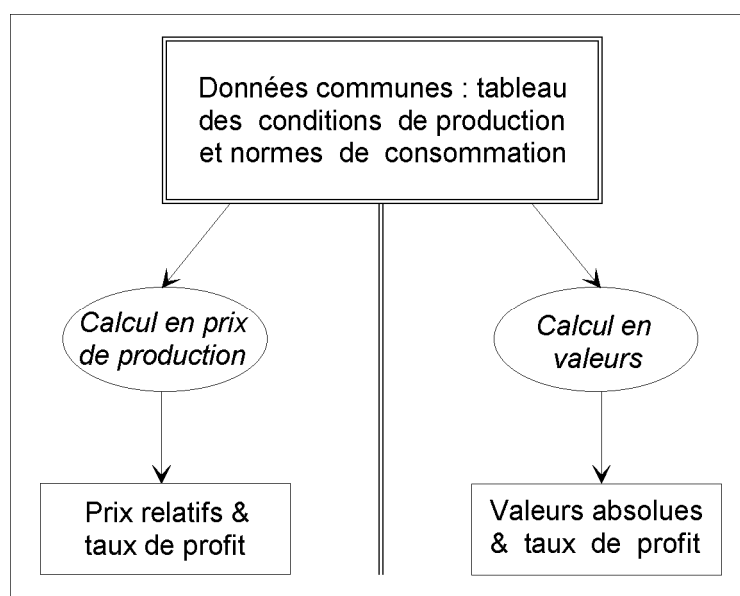 Données communes : tableau
des conditions de production
et normes de consommation
Calcul en prix
de production
Calcul en
valeurs
Prix relatifs &
taux de profit
Valeurs absolues
& taux de profit